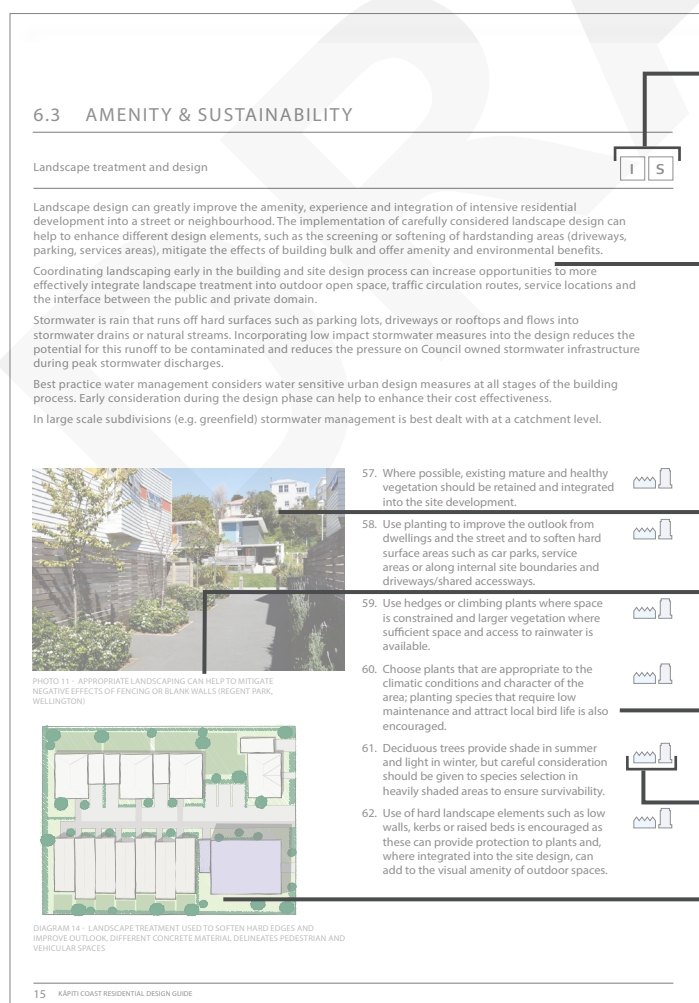 6.3 AMENITY & SUSTAINABILITY
Landscape treatment and design
I S
Landscape design can greatly improve the amenity, experience and integration of intensive residential
development into a street or neighbourhood. The implementation of carefully considered landscape design can
help to enhance different design elements, such as the screening or softening of hardstanding areas (driveways,
parking, services areas), mitigate the effects of building bulk and offer amenity and environmental benefits.
Coordinating landscaping early in the building and site design process can increase opportunities to more
effectively integrate landscape treatment into outdoor open space, traffic circulation routes, service locations and
the interface between the public and private domain.
Stormwater is rain that runs off hard surfaces such as parking lots, driveways or rooftops and flows into
stormwater drains or natural streams. Incorporating low impact stormwater measures into the design reduces the
potential for this runoff to be contaminated and reduces the pressure on Council owned stormwater infrastructure
during peak stormwater discharges.
Best practice water management considers water sensitive urban design measures at all stages of the building
process. Early consideration during the design phase can help to enhance their cost effectiveness.
In large scale subdivisions (e.g. greenfield) stormwater management is best dealt with at a catchment level.
PHOTO 11 - APPROPRIATE LANDSCAPING CAN HELP TO MITIGATE
NEGATIVE EFFECTS OF FENCING OR BLANK WALLS (REGENT PARK,
WELLINGTON)
DIAGRAM 14 - LANDSCAPE TREATMENT USED TO SOFTEN HARD EDGES AND
IMPROVE OUTLOOK, DIFFERENT CONCRETE MATERIAL DELINEATES PEDESTRIAN AND
VEHICULAR SPACES
57. Where possible, existing mature and healthy
vegetation should be retained and integrated
into the site development.
58. Use planting to improve the outlook from
dwellings and the street and to soften hard
surface areas such as car parks, service
areas or along internal site boundaries and
driveways/shared accessways.
59. Use hedges or climbing plants where space
is constrained and larger vegetation where
sufficient space and access to rainwater is
available.
60. Choose plants that are appropriate to the
climatic conditions and character of the
area; planting species that require low
maintenance and attract local bird life is also
encouraged.
61. Deciduous trees provide shade in summer
and light in winter, but careful consideration
should be given to species selection in
heavily shaded areas to ensure survivability.
62. Use of hard landscape elements such as low
walls, kerbs or raised beds is encouraged as
these can provide protection to plants and,
where integrated into the site design, can
add to the visual amenity of outdoor spaces.
15 KĀPITI COAST RESIDENTIAL DESIGN GUIDE